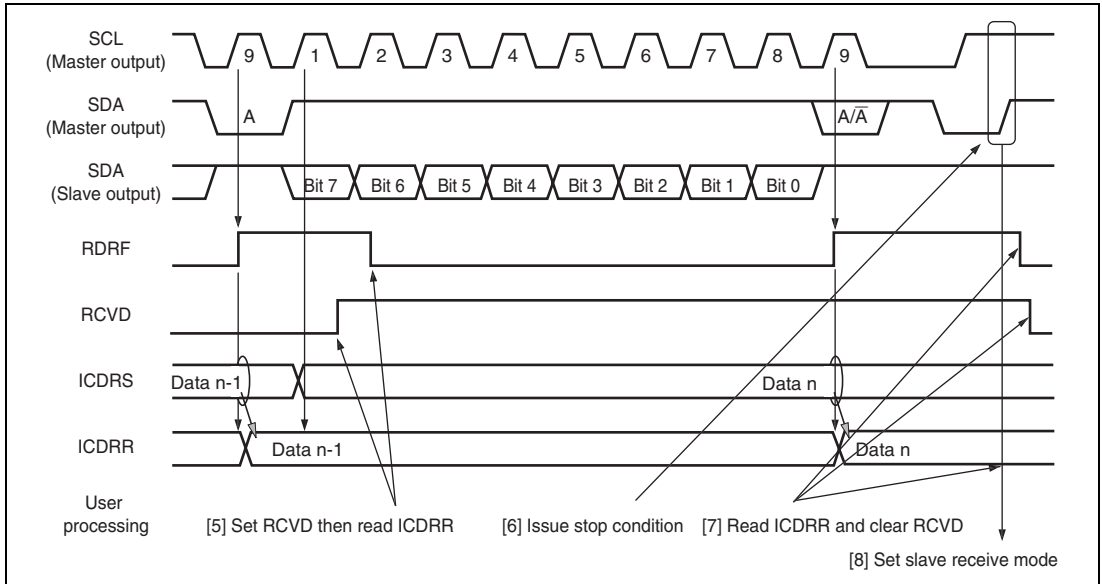 SCL
(Master output)
9 1 2 3 4 5 6 7 8 9
SDA
(Master output)
A A/A̅
SDA
(Slave output)
Bit 7 Bit 6 Bit 5 Bit 4 Bit 3 Bit 2 Bit 1 Bit 0
RDRF
RCVD
ICDRS
Data n-1 Data n
ICDRR
Data n-1 Data n
User
processing
[5] Set RCVD then read ICDRR [6] Issue stop condition [7] Read ICDRR and clear RCVD
[8] Set slave receive mode